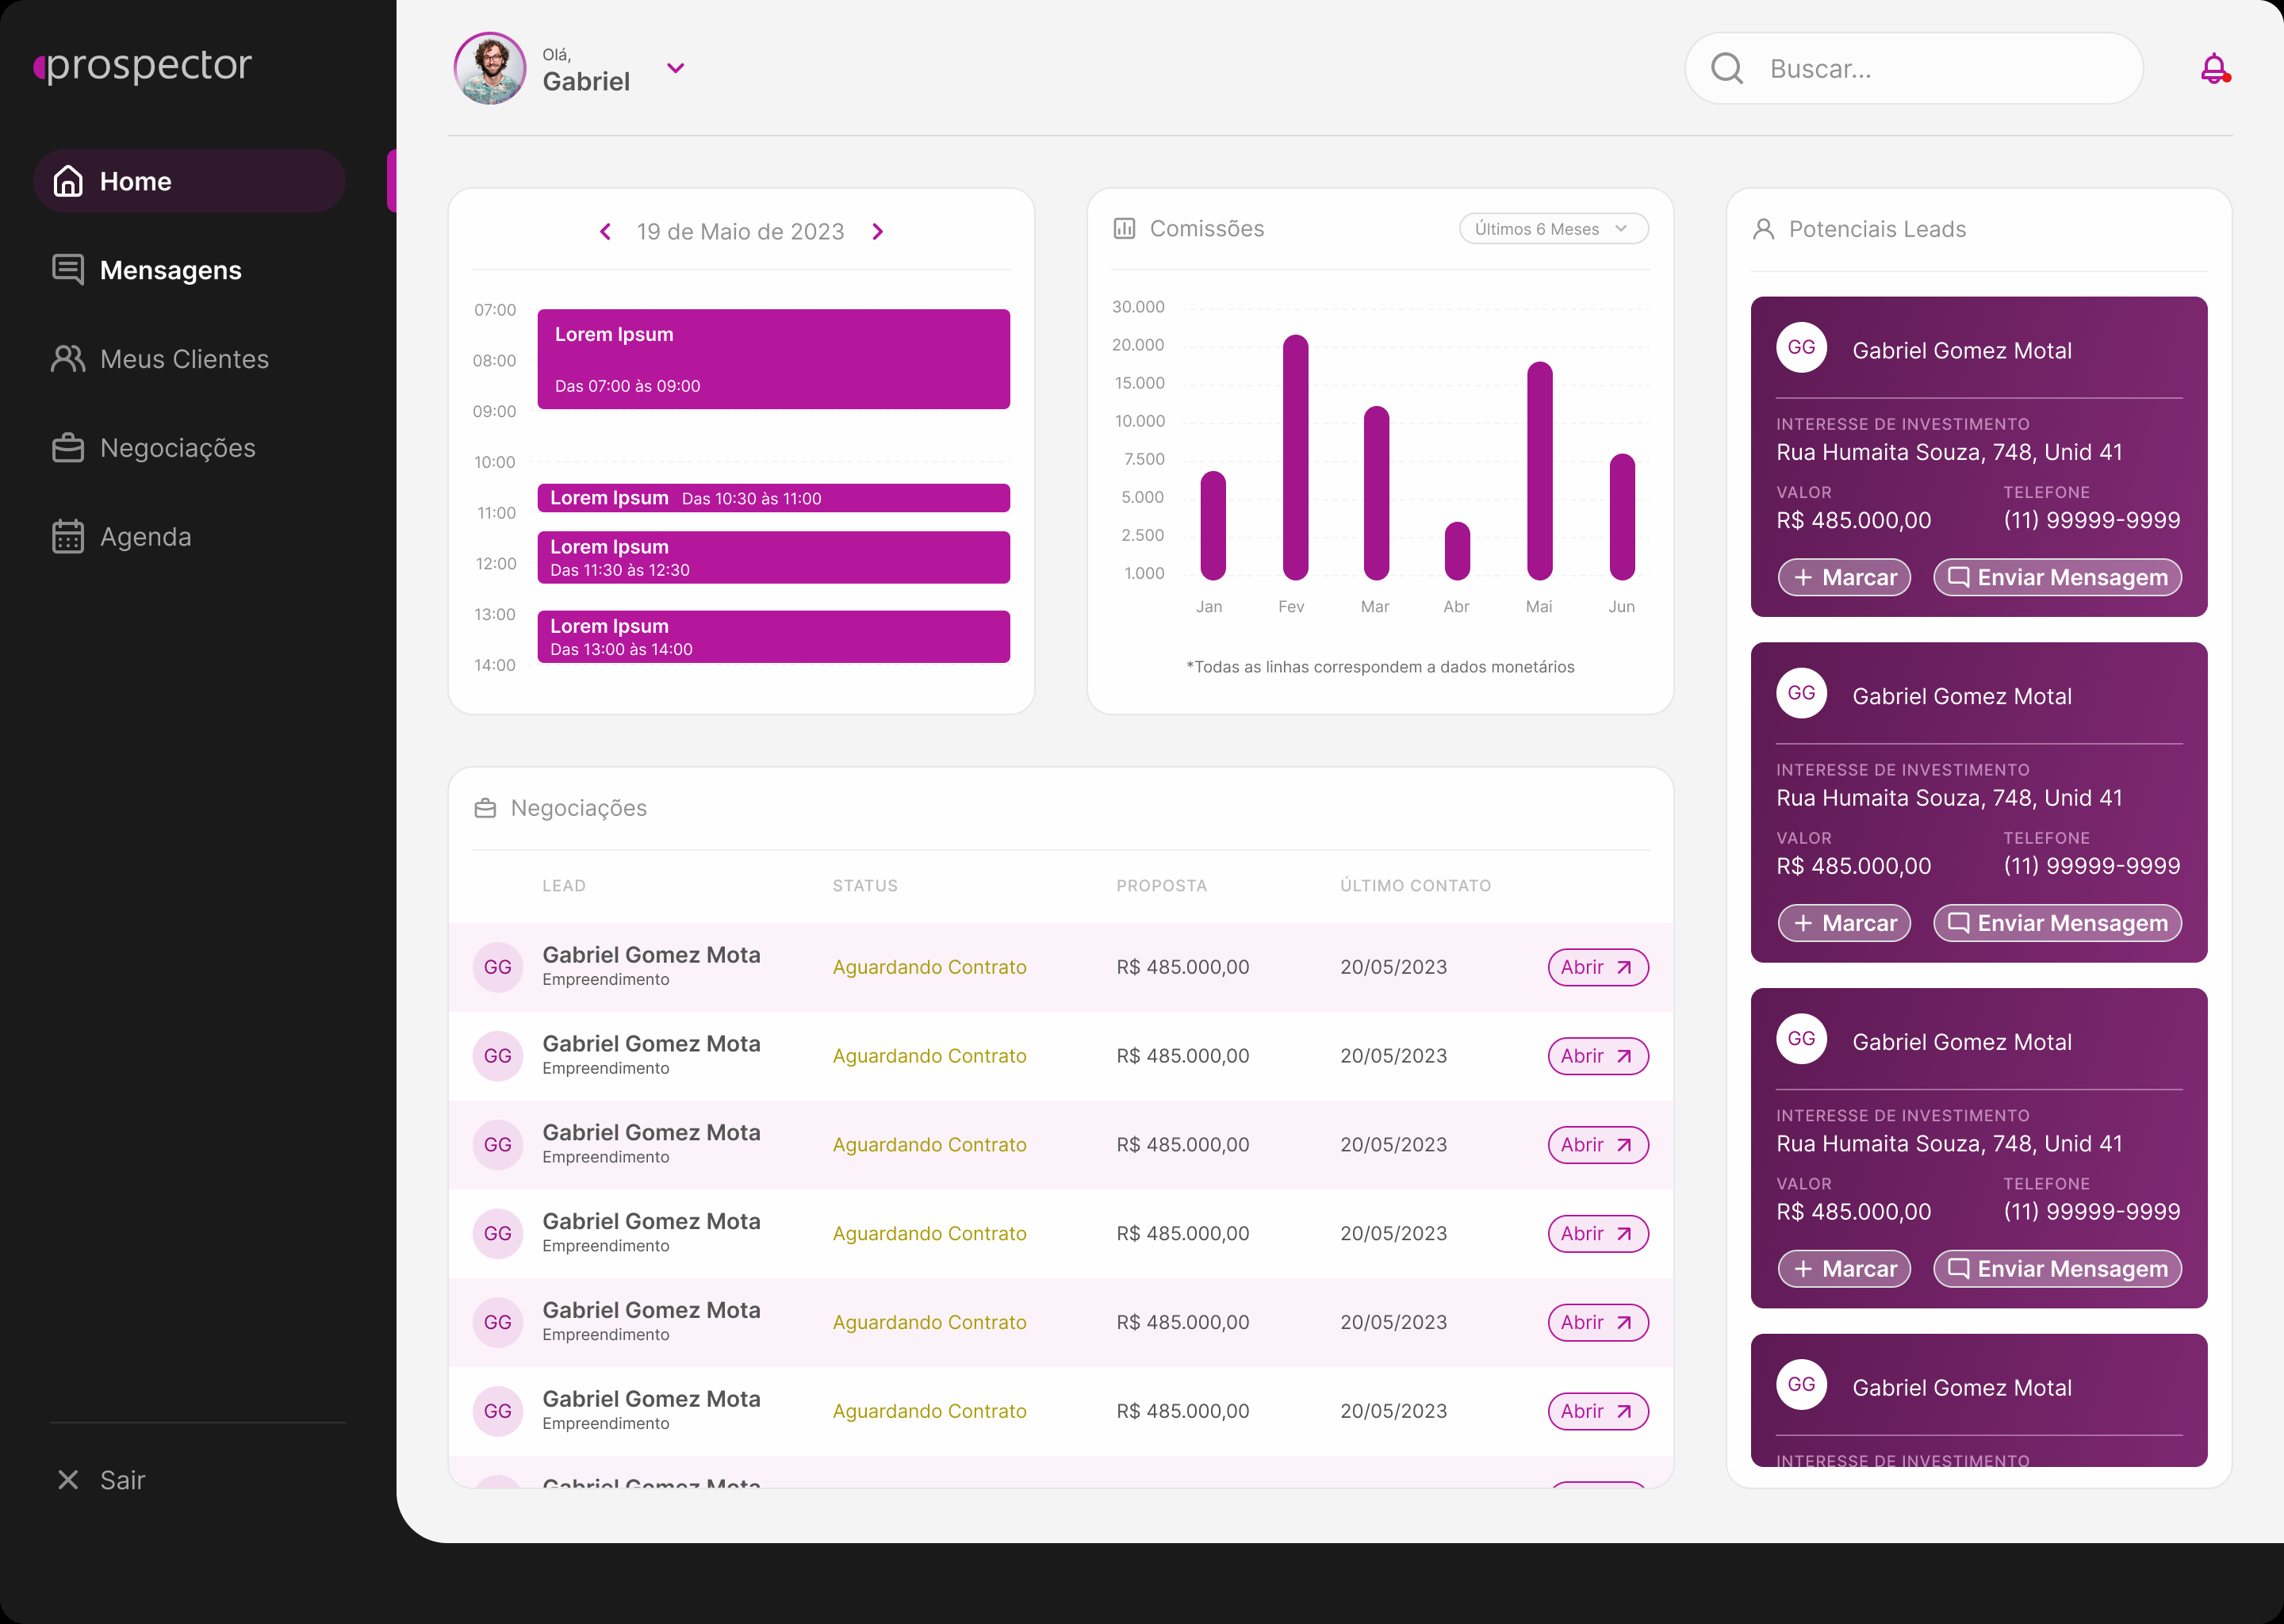 prospector
Home
Mensagens
Meus Clientes
Negociações
Agenda
Sair
Olá,
Gabriel
Buscar...
19 de Maio de 2023
07:00
08:00
09:00
10:00
11:00
12:00
13:00
14:00
Lorem Ipsum
Das 07:00 às 09:00
Lorem Ipsum Das 10:30 às 11:00
Lorem Ipsum
Das 11:30 às 12:30
Lorem Ipsum
Das 13:00 às 14:00
Comissões
Últimos 6 Meses
30.000
20.000
15.000
10.000
7.500
5.000
2.500
1.000
Jan Fev Mar Abr Mai Jun
*Todas as linhas correspondem a dados monetários
Negociações
LEAD STATUS PROPOSTA ÚLTIMO CONTATO
GG Gabriel Gomez Mota Aguardando Contrato R$ 485.000,00 20/05/2023 Abrir
Empreendimento
GG Gabriel Gomez Mota Aguardando Contrato R$ 485.000,00 20/05/2023 Abrir
Empreendimento
GG Gabriel Gomez Mota Aguardando Contrato R$ 485.000,00 20/05/2023 Abrir
Empreendimento
GG Gabriel Gomez Mota Aguardando Contrato R$ 485.000,00 20/05/2023 Abrir
Empreendimento
GG Gabriel Gomez Mota Aguardando Contrato R$ 485.000,00 20/05/2023 Abrir
Empreendimento
GG Gabriel Gomez Mota Aguardando Contrato R$ 485.000,00 20/05/2023 Abrir
Empreendimento
Gabriel Gomez Mota
Potenciais Leads
GG Gabriel Gomez Motal
INTERESSE DE INVESTIMENTO
Rua Humaita Souza, 748, Unid 41
VALOR TELEFONE
R$ 485.000,00 (11) 99999-9999
+ Marcar Enviar Mensagem
GG Gabriel Gomez Motal
INTERESSE DE INVESTIMENTO
Rua Humaita Souza, 748, Unid 41
VALOR TELEFONE
R$ 485.000,00 (11) 99999-9999
+ Marcar Enviar Mensagem
GG Gabriel Gomez Motal
INTERESSE DE INVESTIMENTO
Rua Humaita Souza, 748, Unid 41
VALOR TELEFONE
R$ 485.000,00 (11) 99999-9999
+ Marcar Enviar Mensagem
GG Gabriel Gomez Motal
INTERESSE DE INVESTIMENTO